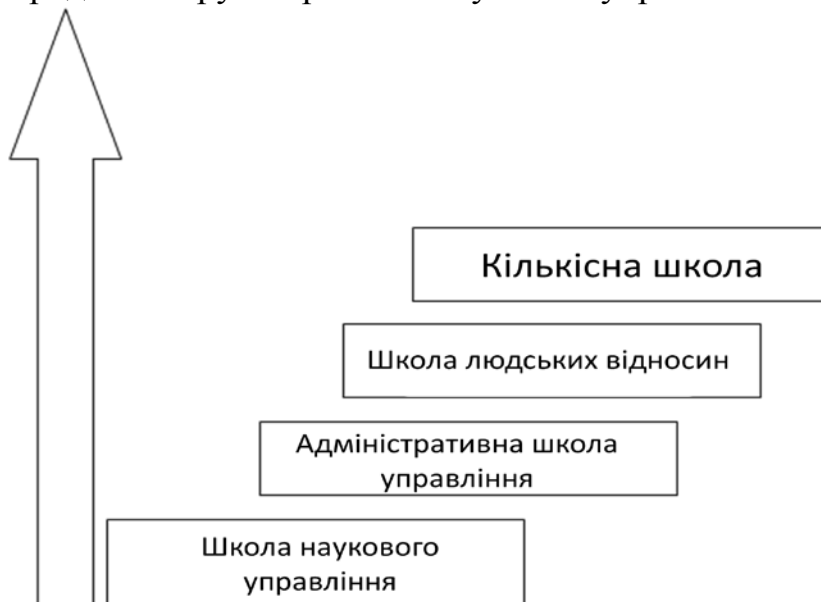 Кількісна школа
Школа людських відносин
Адміністративна школа
управління
Школа наукового
управління